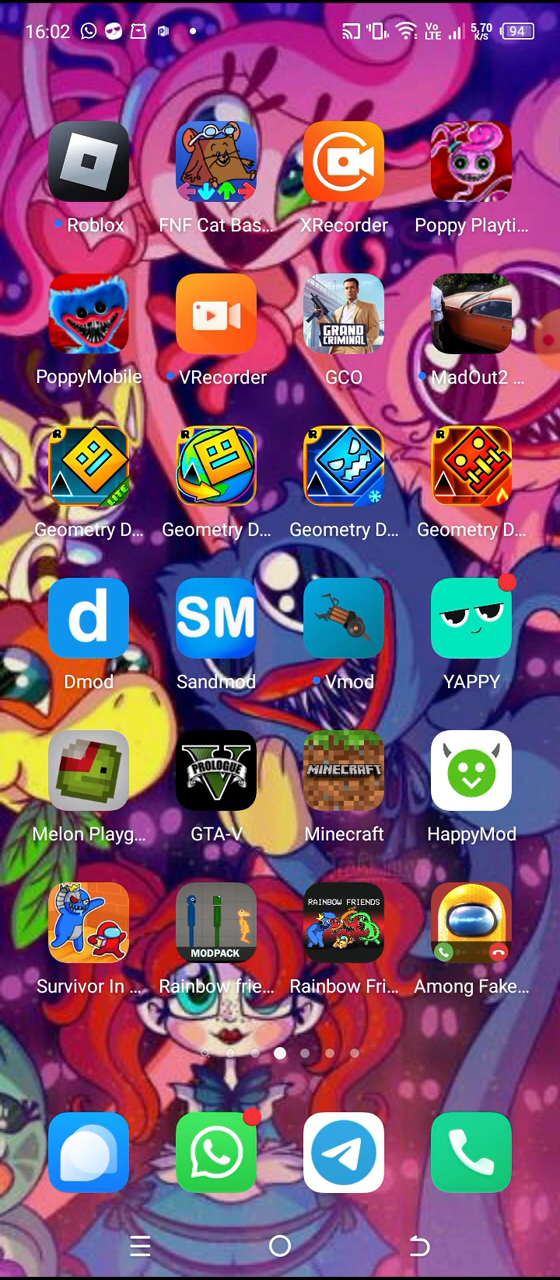 16:02
Vo
LTE
5.70
K/S
94
Roblox
FNF Cat Bas...
XRecorder
Poppy Playti...
GRAND
CRIMINAL
PoppyMobile
VRecorder
GCO
MadOut2 ...
R
R
R
R
LITE
Geometry D...
Geometry D...
Geometry D...
Geometry D...
d
SM
Dmod
Sandmod
Vmod
YAPPY
V
PROLOGUE
MINECRAFT
Melon Playg...
GTA-V
Minecraft
HappyMod
RAINBOW FRIENDS
MODPACK
Survivor In ...
Rainbow frie...
Rainbow Fri...
Among Fake...